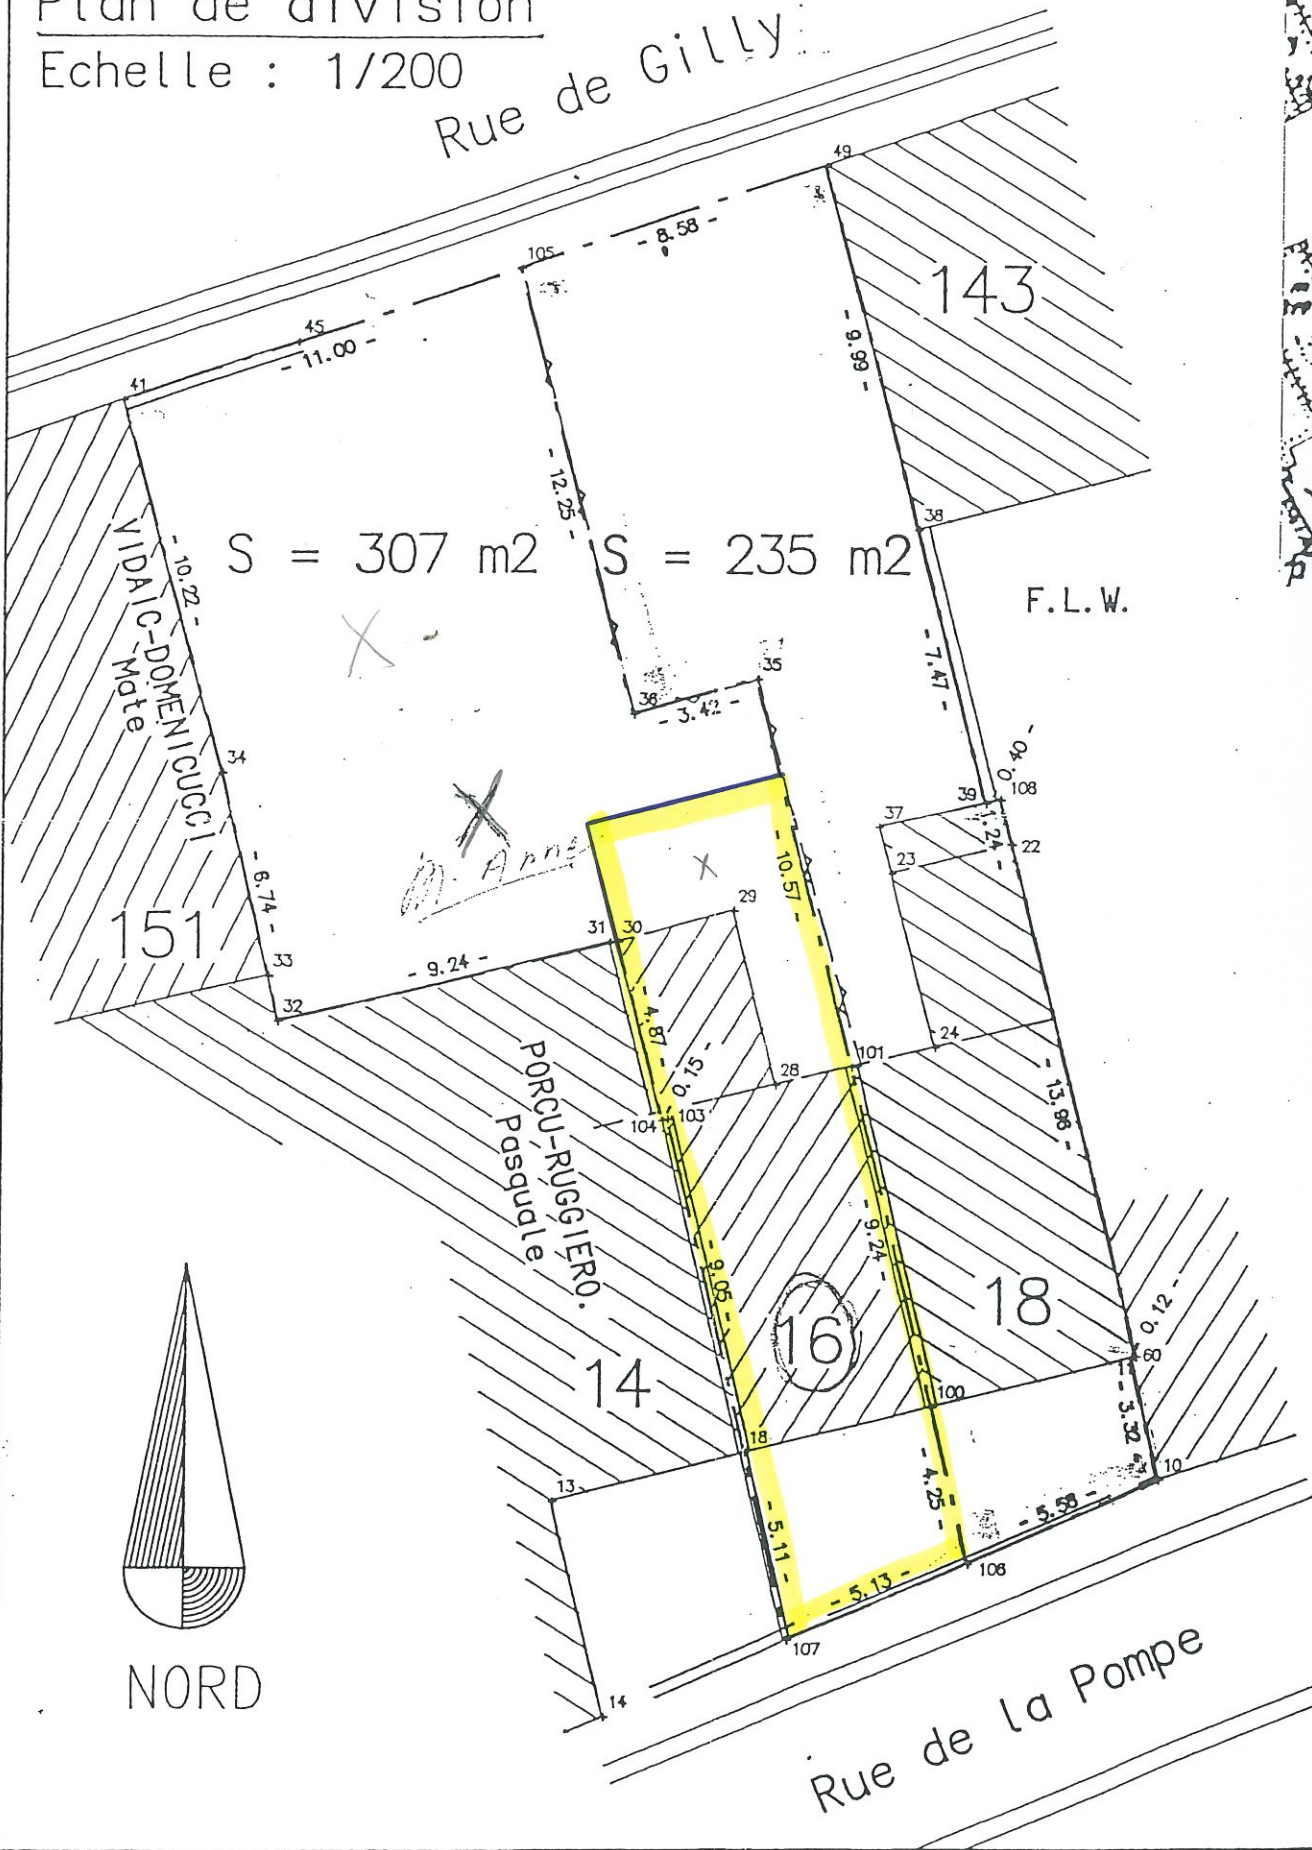 Plan de division
Echelle : 1/200
Rue de Gilly
49
- 8.58 -
105
143
45
- 11.00 -
41
- 9.99 -
- 12.25 -
38
S = 307 m2
S = 235 m2
F.L.W.
- 10.22 -
VIDAIC-DOMENICUCCI
Mate
- 7.47 -
35
36
- 3.42 -
34
0.40 -
39
108
1.24 -
37
22
23
- 10.57 -
M. Anne
- 6.74 -
29
151
31
30
33
- 9.24 -
32
- 4.87 -
24
101
0.15 -
28
103
104
- 13.98 -
PORCU-RUGGIERO.
Pasquale
- 9.24 -
- 9.05 -
18
0.12 -
16
60
14
100
- 3.32
18
10
13
- 4.25 -
- 5.58 -
- 5.11 -
106
- 5.13 -
107
Rue de la Pompe
NORD
14